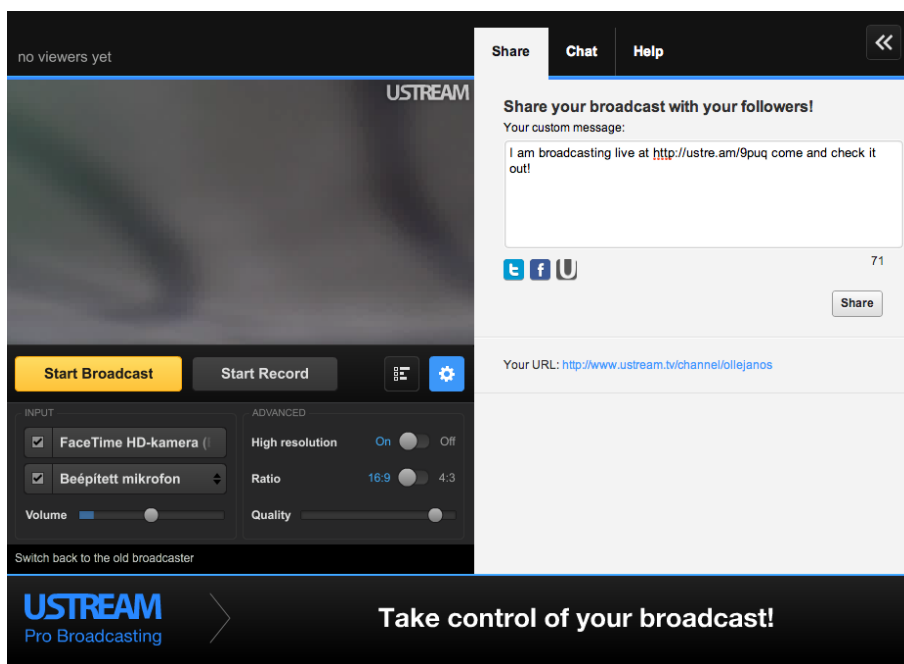 no viewers yet
Share
Chat
Help
USTREAM
Share your broadcast with your followers!
Your custom message:
I am broadcasting live at http://ustre.am/9puq come and check it
out!
71
Share
Your URL: http://www.ustream.tv/channel/ollejanos
Start Broadcast
Start Record
INPUT
FaceTime HD-kamera (
Beépített mikrofon
Volume
ADVANCED
High resolution On Off
Ratio 16:9 4:3
Quality
Switch back to the old broadcaster
USTREAM
Pro Broadcasting
Take control of your broadcast!